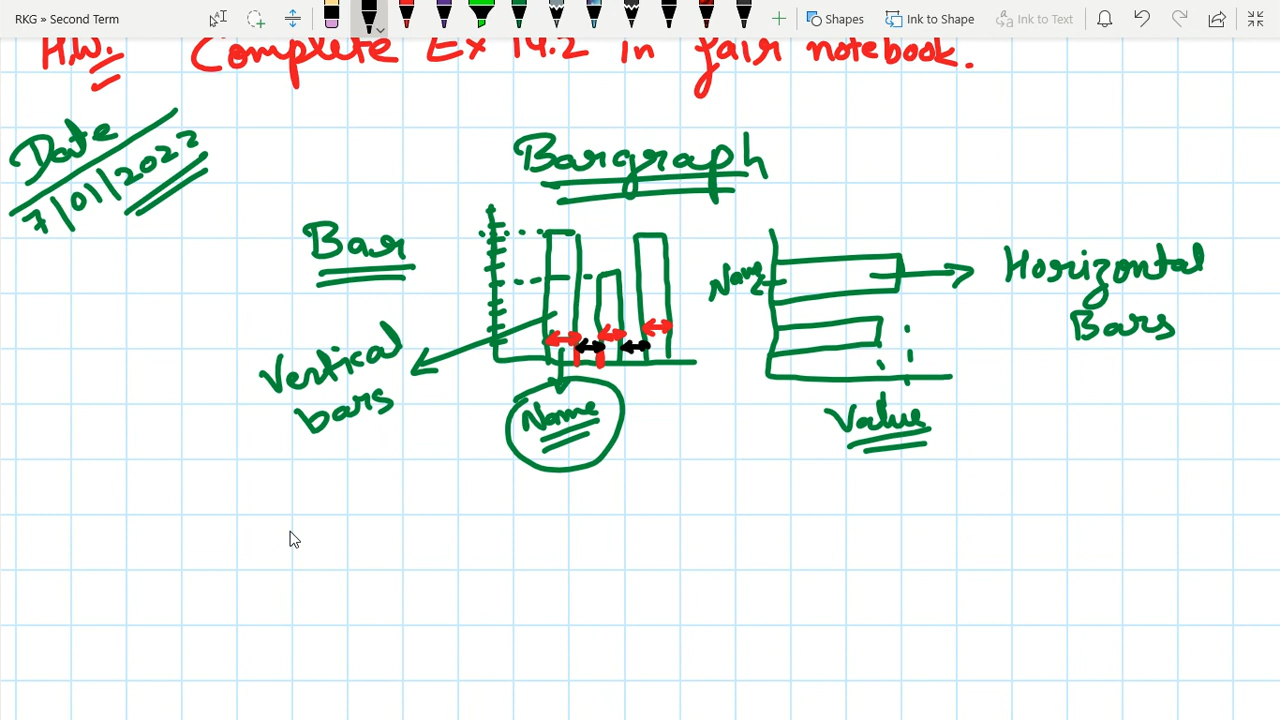 RKG » Second Term
Shapes
Ink to Shape
Ink to Text
H.W. Complete Ex 14.2 in fair notebook.
Date
7/01/2022
Bargraph
Bar
Vertical
bars
Name
Name
Value
Horizontal
Bars